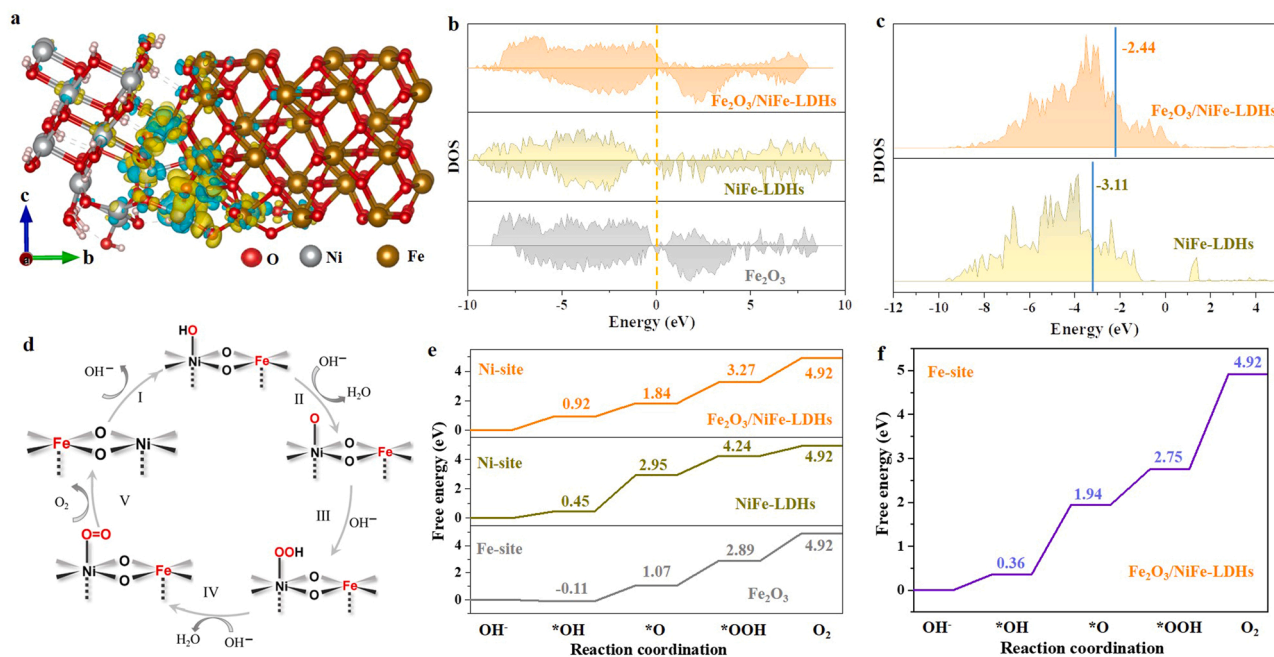 a
c
b
O
Ni
Fe
b
DOS
Fe₂O₃/NiFe-LDHs
NiFe-LDHs
Fe₂O₃
-10 -5 0 5 10
Energy (eV)
c
PDOS
-2.44
Fe₂O₃/NiFe-LDHs
-3.11
NiFe-LDHs
-12 -10 -8 -6 -4 -2 0 2 4
Energy (eV)
d
HO
Ni O O Fe
OH⁻
I
OH⁻
II
H₂O
O
Ni O O Fe
Fe O O Ni
O₂
V
III
OH⁻
O=O
Ni O O Fe
OOH
Ni O O Fe
IV
H₂O OH⁻
e
Free energy (eV)
4
2
0
Ni-site
0.92
1.84
3.27
4.92
Fe₂O₃/NiFe-LDHs
4
2
0
Ni-site
0.45
2.95
4.24
4.92
NiFe-LDHs
4
2
0
Fe-site
-0.11
1.07
2.89
4.92
Fe₂O₃
OH⁻ *OH *O *OOH O₂
Reaction coordination
f
Free energy (eV)
5
4
3
2
1
0
Fe-site
0.36
1.94
2.75
4.92
Fe₂O₃/NiFe-LDHs
OH⁻ *OH *O *OOH O₂
Reaction coordination